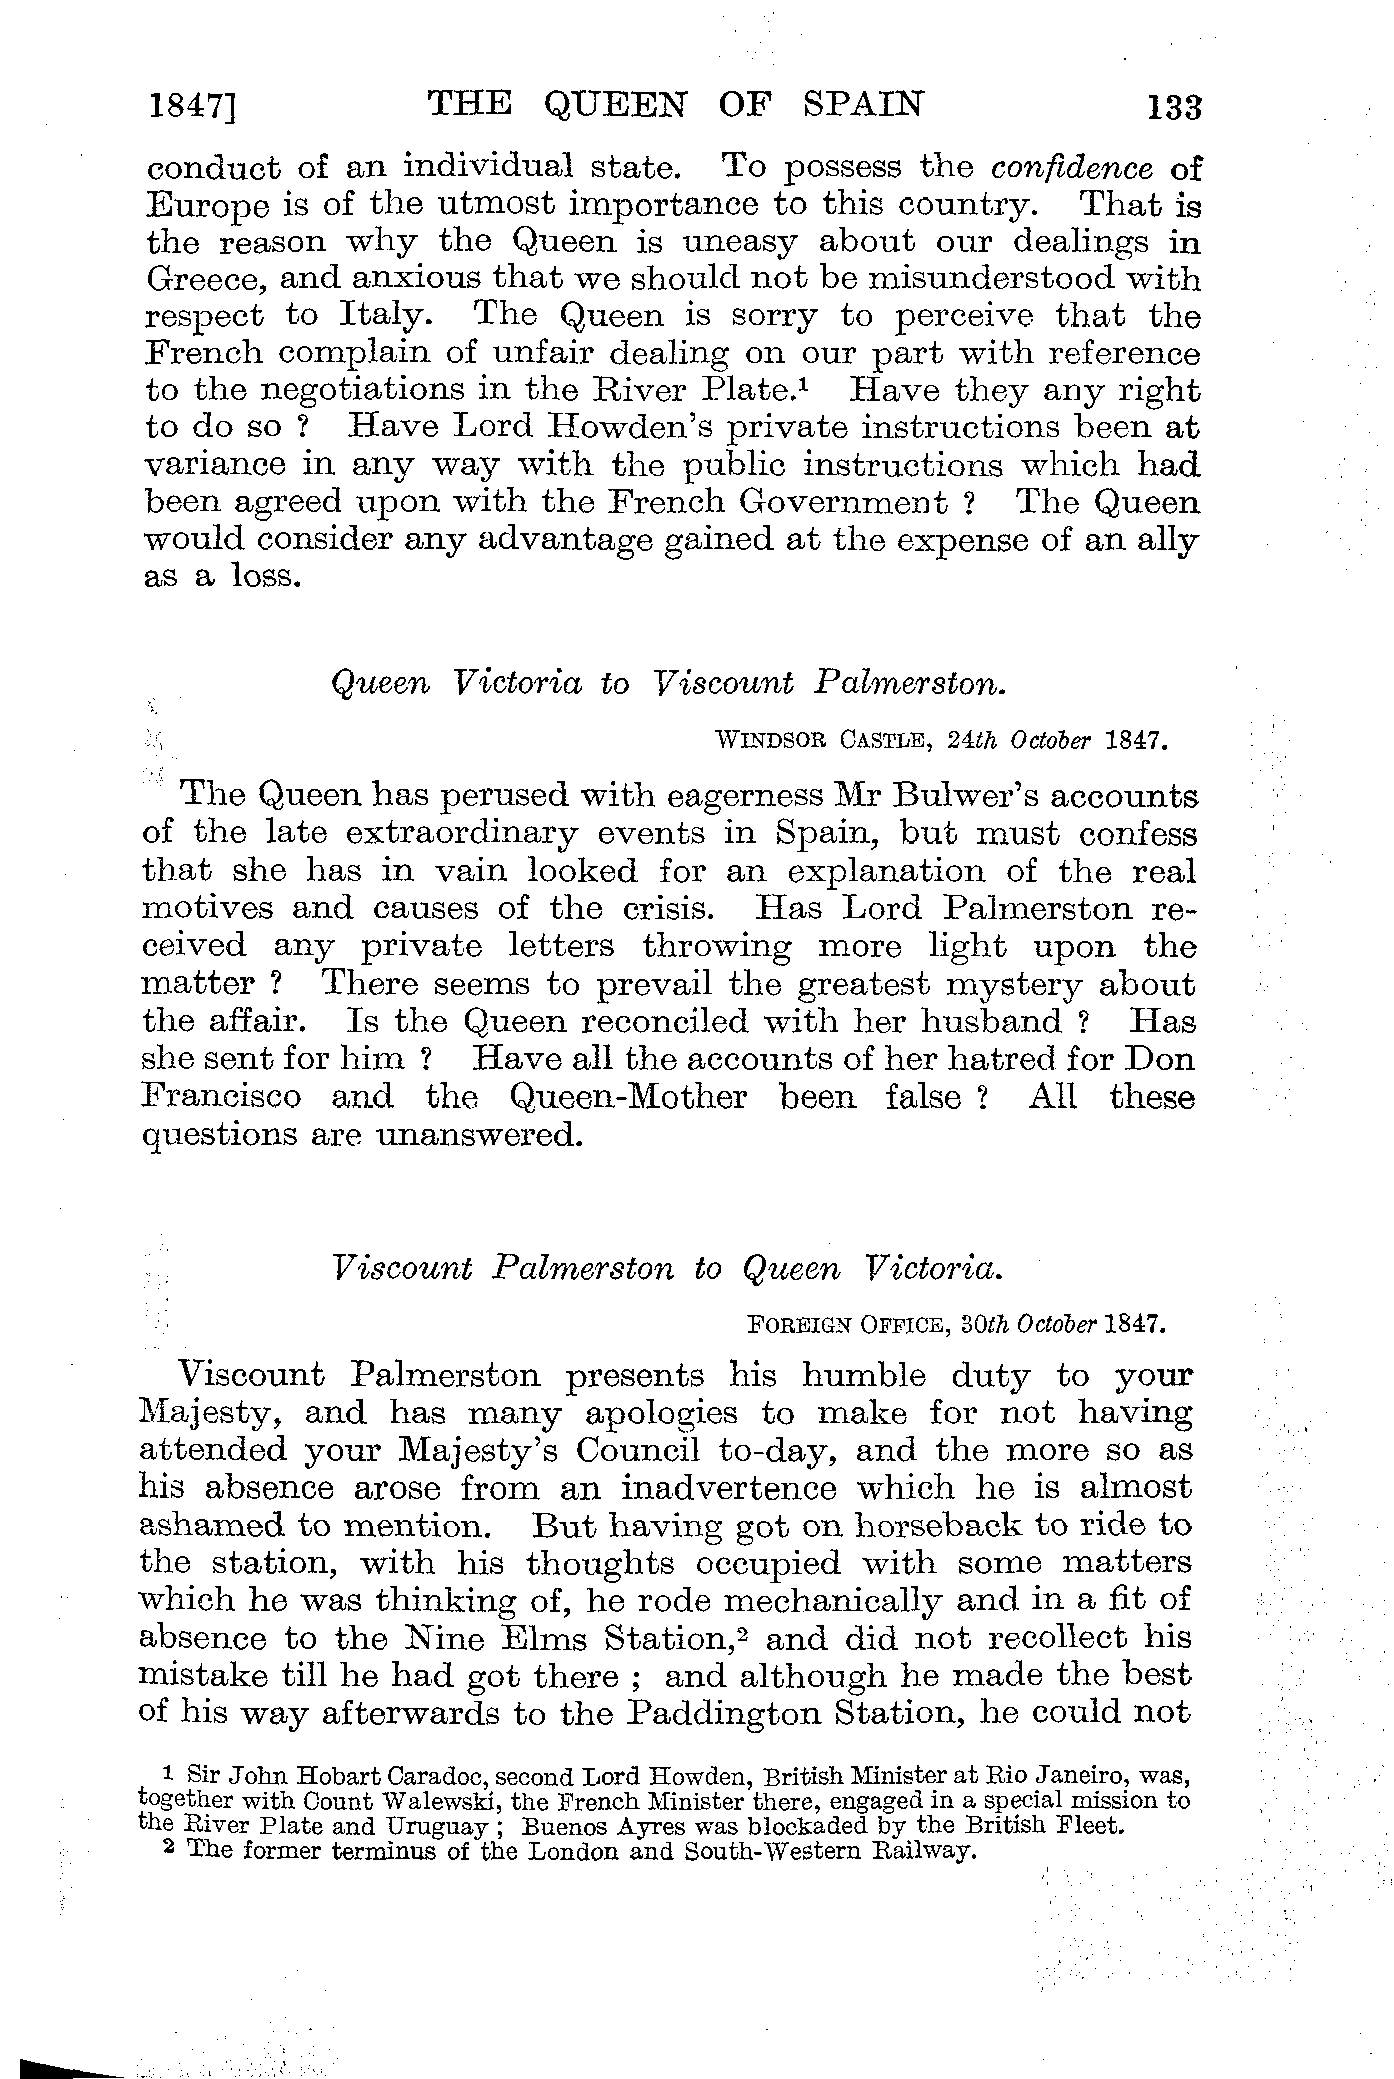 1847] THE QUEEN OF SPAIN 133
conduct of an individual state. To possess the confidence of
Europe is of the utmost importance to this country. That is
the reason why the Queen is uneasy about our dealings in
Greece, and anxious that we should not be misunderstood with
respect to Italy. The Queen is sorry to perceive that the
French complain of unfair dealing on our part with reference
to the negotiations in the River Plate.¹ Have they any right
to do so ? Have Lord Howden's private instructions been at
variance in any way with the public instructions which had
been agreed upon with the French Government ? The Queen
would consider any advantage gained at the expense of an ally
as a loss.
Queen Victoria to Viscount Palmerston.
WINDSOR CASTLE, 24th October 1847.
The Queen has perused with eagerness Mr Bulwer's accounts
of the late extraordinary events in Spain, but must confess
that she has in vain looked for an explanation of the real
motives and causes of the crisis. Has Lord Palmerston re-
ceived any private letters throwing more light upon the
matter ? There seems to prevail the greatest mystery about
the affair. Is the Queen reconciled with her husband ? Has
she sent for him ? Have all the accounts of her hatred for Don
Francisco and the Queen-Mother been false ? All these
questions are unanswered.
Viscount Palmerston to Queen Victoria.
FOREIGN OFFICE, 30th October 1847.
Viscount Palmerston presents his humble duty to your
Majesty, and has many apologies to make for not having
attended your Majesty's Council to-day, and the more so as
his absence arose from an inadvertence which he is almost
ashamed to mention. But having got on horseback to ride to
the station, with his thoughts occupied with some matters
which he was thinking of, he rode mechanically and in a fit of
absence to the Nine Elms Station,² and did not recollect his
mistake till he had got there ; and although he made the best
of his way afterwards to the Paddington Station, he could not
1 Sir John Hobart Caradoc, second Lord Howden, British Minister at Rio Janeiro, was,
together with Count Walewski, the French Minister there, engaged in a special mission to
the River Plate and Uruguay ; Buenos Ayres was blockaded by the British Fleet.
2 The former terminus of the London and South-Western Railway.